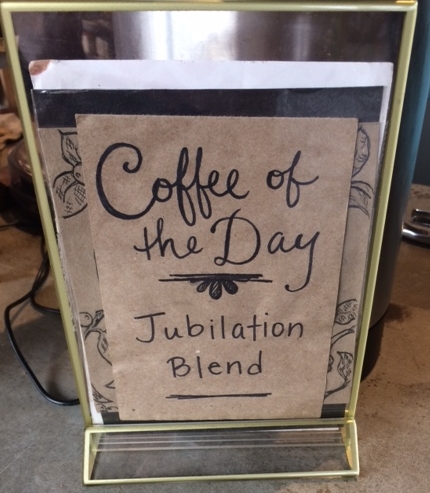 Coffee of
the Day
Jubilation
Blend